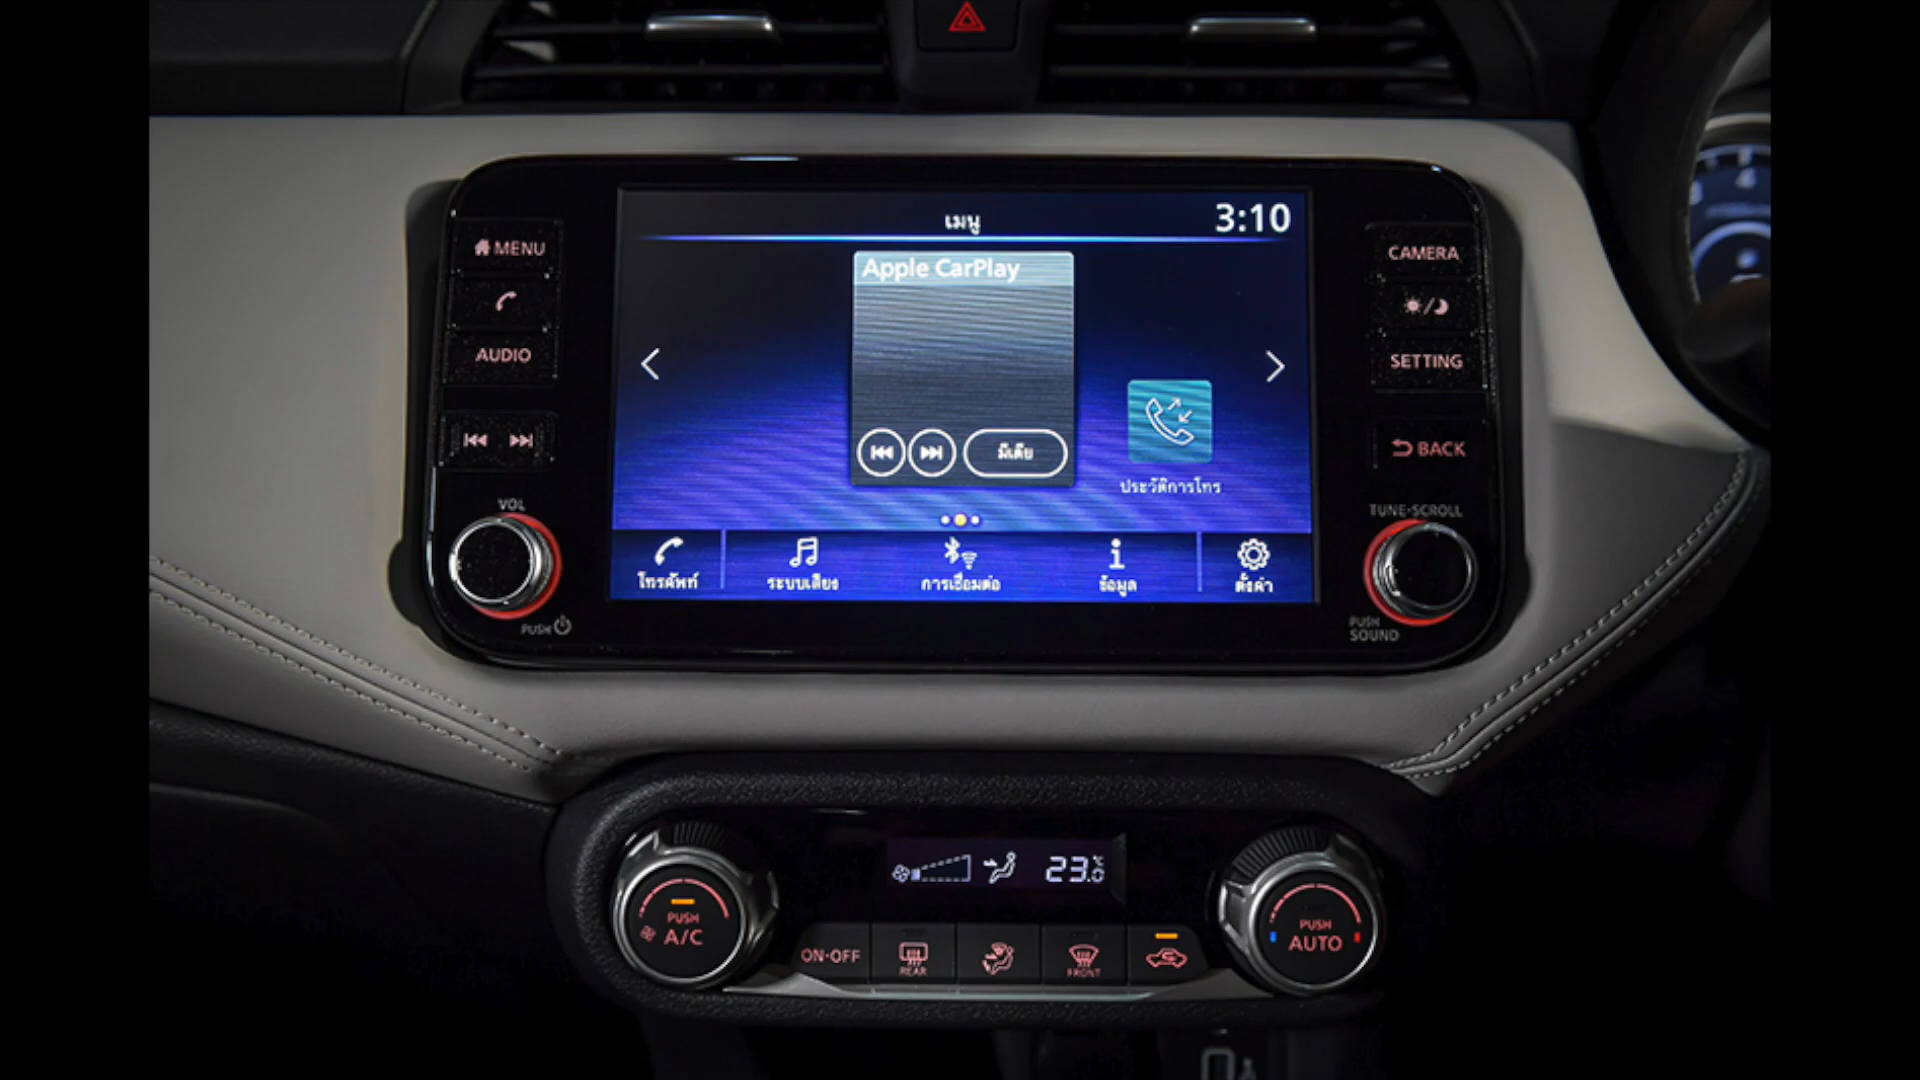 เมนู
3:10
MENU
AUDIO
Apple CarPlay
มีเดีย
ประวัติการโทร
CAMERA
SETTING
BACK
VOL
PUSH
TUNE·SCROLL
PUSH
SOUND
โทรศัพท์
ระบบเสียง
การเชื่อมต่อ
ข้อมูล
ตั้งค่า
4
23.0
°C
PUSH
A/C
ON·OFF
REAR
FRONT
PUSH
AUTO